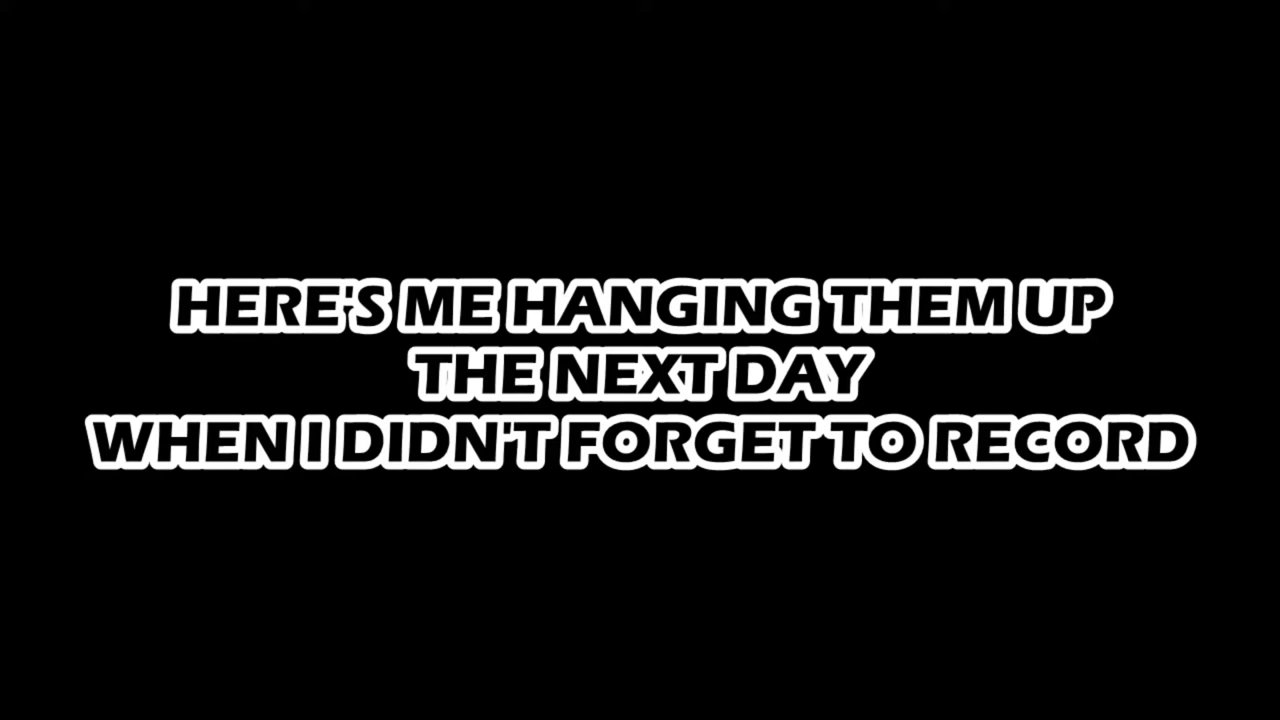 HERE'S ME HANGING THEM UP
THE NEXT DAY
WHEN I DIDN'T FORGET TO RECORD